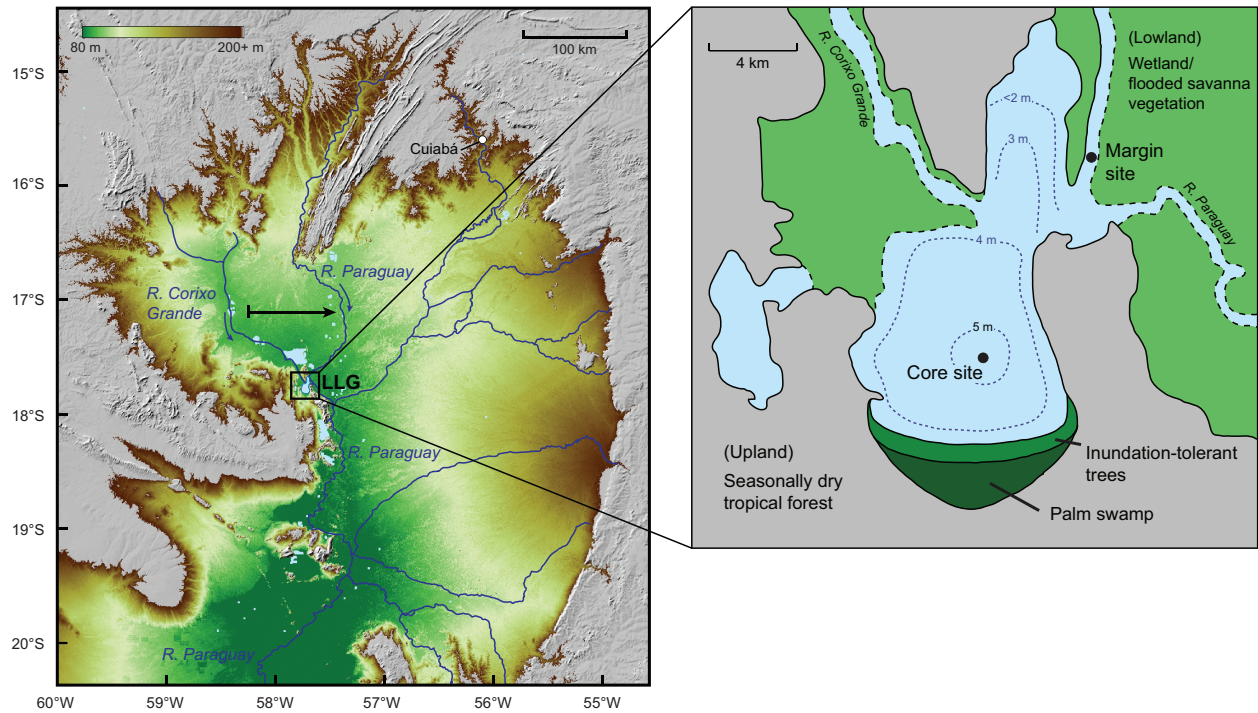 80 m
200+ m
100 km
15°S
16°S
17°S
18°S
19°S
20°S
60°W
59°W
58°W
57°W
56°W
55°W
Cuiabá
R. Paraguay
R. Corixo
Grande
LLG
R. Paraguay
R. Paraguay
4 km
R. Corixo Grande
(Lowland)
Wetland/
flooded savanna
vegetation
<2 m
3 m
Margin
site
R. Paraguay
4 m
5 m
Core site
(Upland)
Seasonally dry
tropical forest
Inundation-tolerant
trees
Palm swamp